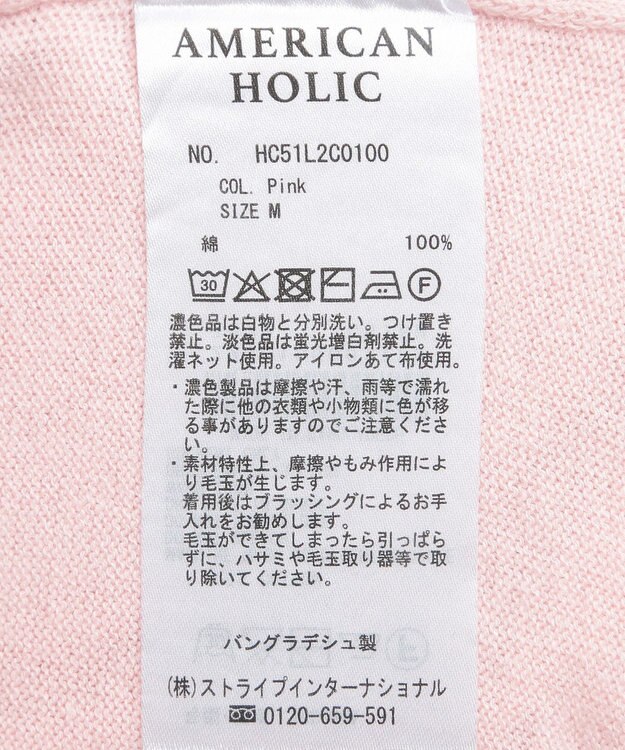 AMERICAN
HOLIC
NO. HC51L2C0100
COL. Pink
SIZE M
綿 100%
30 F
濃色品は白物と分別洗い。つけ置き
禁止。淡色品は蛍光増白剤禁止。洗
濯ネット使用。アイロンあて布使用。
・濃色製品は摩擦や汗、雨等で濡れ
た際に他の衣類や小物類に色が移
る事がありますのでご注意くださ
い。
・素材特性上、摩擦やもみ作用によ
り毛玉が生じます。
着用後はブラッシングによるお手
入れをお勧めします。
毛玉ができてしまったら引っぱら
ずに、ハサミや毛玉取り器等で取
り除いてください。
バングラデシュ製
(株)ストライプインターナショナル
0120-659-591